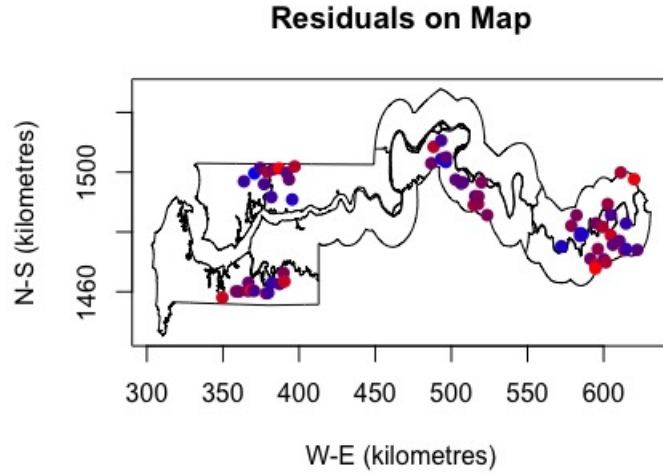 Residuals on Map
N-S (kilometres)
1500
1460
300 350 400 450 500 550 600
W-E (kilometres)